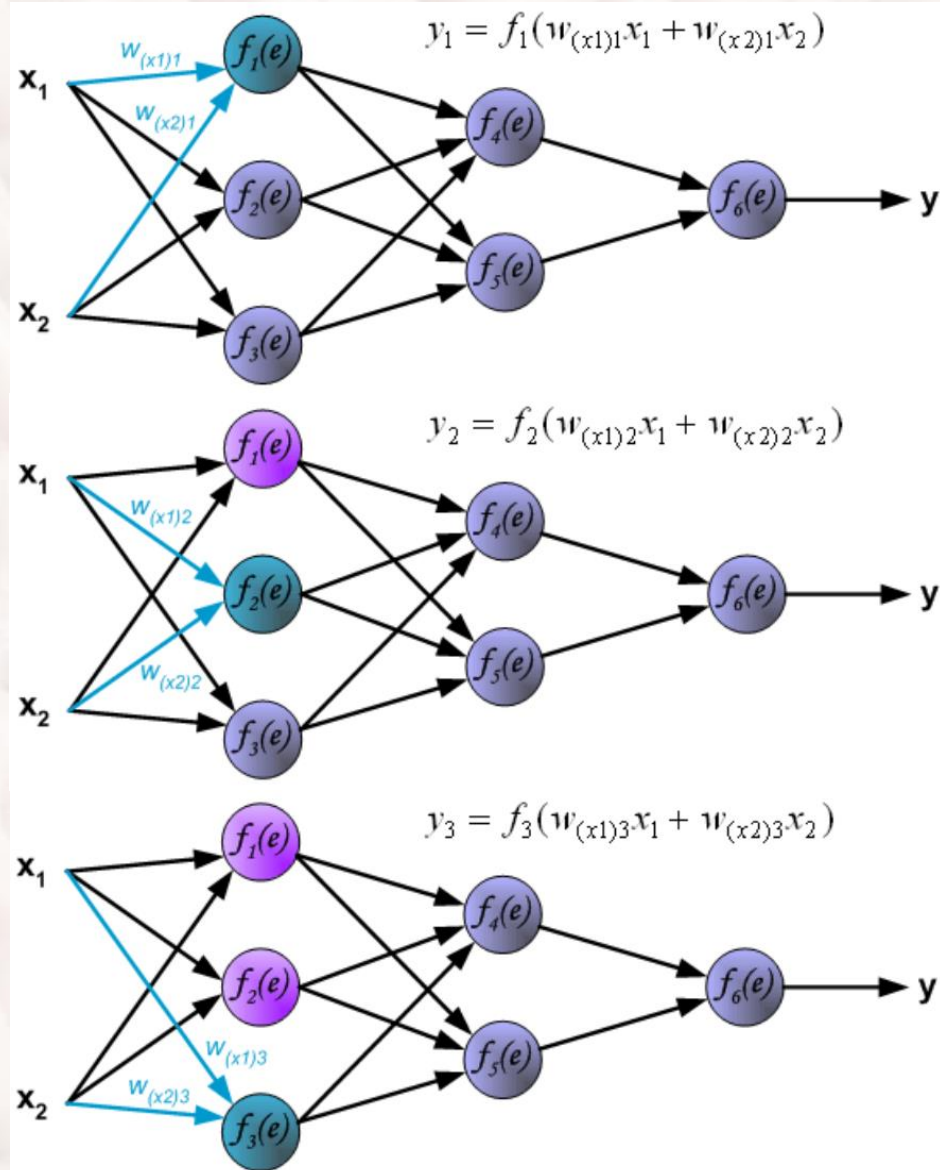 y₁ = f₁(w₍ₓ₁₎₁x₁ + w₍ₓ₂₎₁x₂)
f₁(e)
w₍ₓ₁₎₁
x₁
w₍ₓ₂₎₁
f₄(e)
f₂(e)
f₆(e)
y
f₅(e)
x₂
f₃(e)
y₂ = f₂(w₍ₓ₁₎₂x₁ + w₍ₓ₂₎₂x₂)
f₁(e)
x₁
w₍ₓ₁₎₂
f₄(e)
f₂(e)
f₆(e)
y
w₍ₓ₂₎₂
f₅(e)
x₂
f₃(e)
y₃ = f₃(w₍ₓ₁₎₃x₁ + w₍ₓ₂₎₃x₂)
f₁(e)
x₁
f₄(e)
f₂(e)
f₆(e)
y
w₍ₓ₁₎₃
f₅(e)
w₍ₓ₂₎₃
x₂
f₃(e)